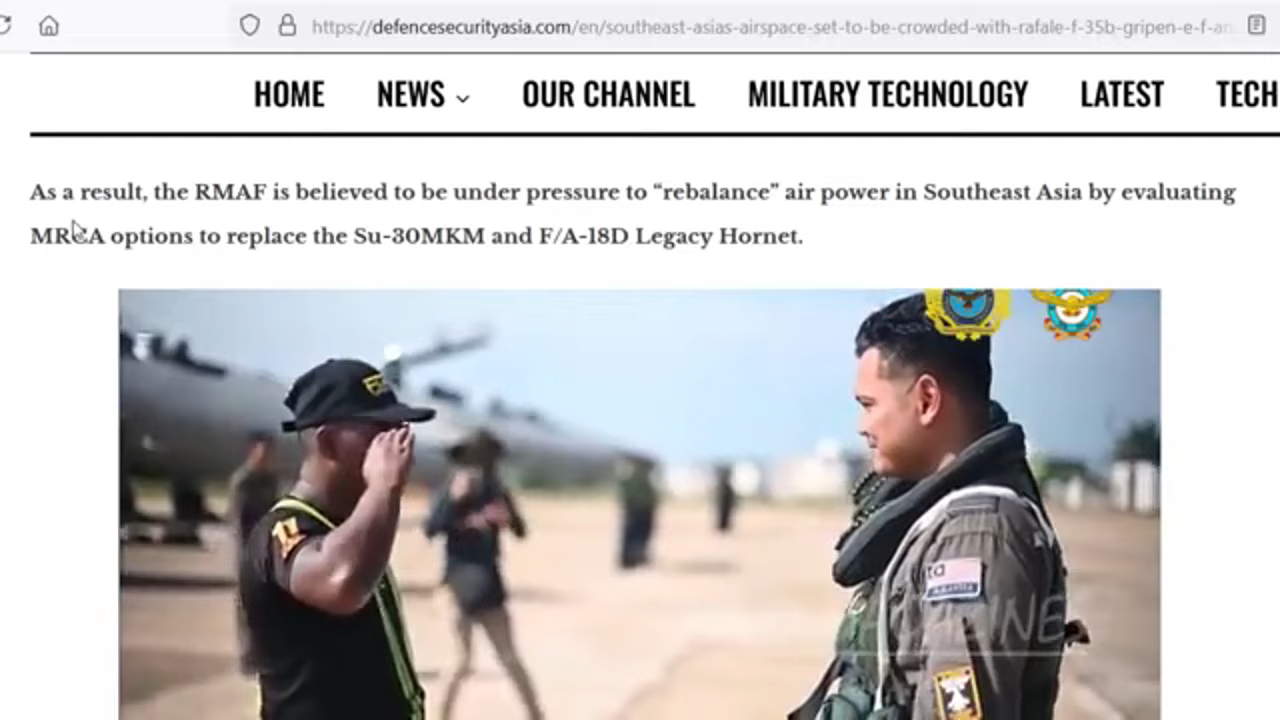 https://defencesecurityasia.com/en/southeast-asias-airspace-set-to-be-crowded-with-rafale-f-35b-gripen-e-f-an
HOME NEWS OUR CHANNEL MILITARY TECHNOLOGY LATEST TECH
As a result, the RMAF is believed to be under pressure to “rebalance” air power in Southeast Asia by evaluating
MRCA options to replace the Su-30MKM and F/A-18D Legacy Hornet.